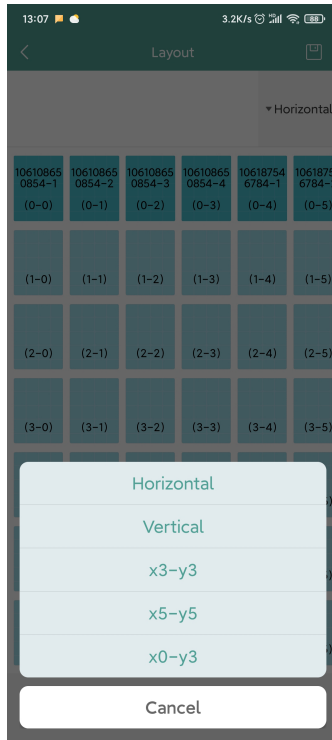 13:07 3.2K/s 88
Layout
▾Horizontal
10610865 10610865 10610865 10610865 10618754 106187
0854-1 0854-2 0854-3 0854-4 6784-1 6784-
(0-0) (0-1) (0-2) (0-3) (0-4) (0-5)
(1-0) (1-1) (1-2) (1-3) (1-4) (1-5)
(2-0) (2-1) (2-2) (2-3) (2-4) (2-5)
(3-0) (3-1) (3-2) (3-3) (3-4) (3-5)
Horizontal
Vertical
x3-y3
x5-y5
x0-y3
Cancel